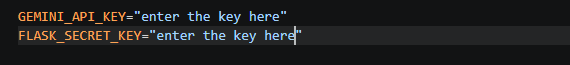 GEMINI_API_KEY="enter the key here"
FLASK_SECRET_KEY="enter the key here"